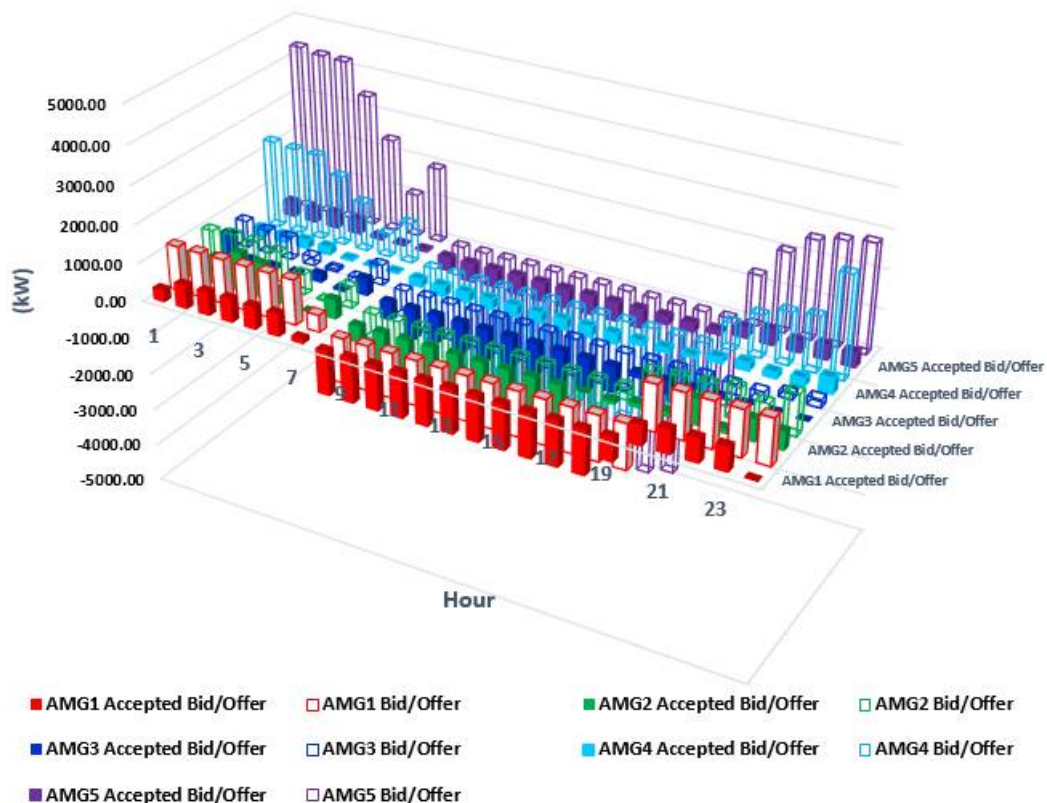 5000.00
4000.00
3000.00
2000.00
1000.00
0.00
-1000.00
-2000.00
-3000.00
-4000.00
-5000.00
(kW)
1
3
5
7
9
17
19
21
23
Hour
AMG5 Accepted Bid/Offer
AMG4 Accepted Bid/Offer
AMG3 Accepted Bid/Offer
AMG2 Accepted Bid/Offer
AMG1 Accepted Bid/Offer
AMG1 Accepted Bid/Offer AMG1 Bid/Offer AMG2 Accepted Bid/Offer AMG2 Bid/Offer
AMG3 Accepted Bid/Offer AMG3 Bid/Offer AMG4 Accepted Bid/Offer AMG4 Bid/Offer
AMG5 Accepted Bid/Offer AMG5 Bid/Offer